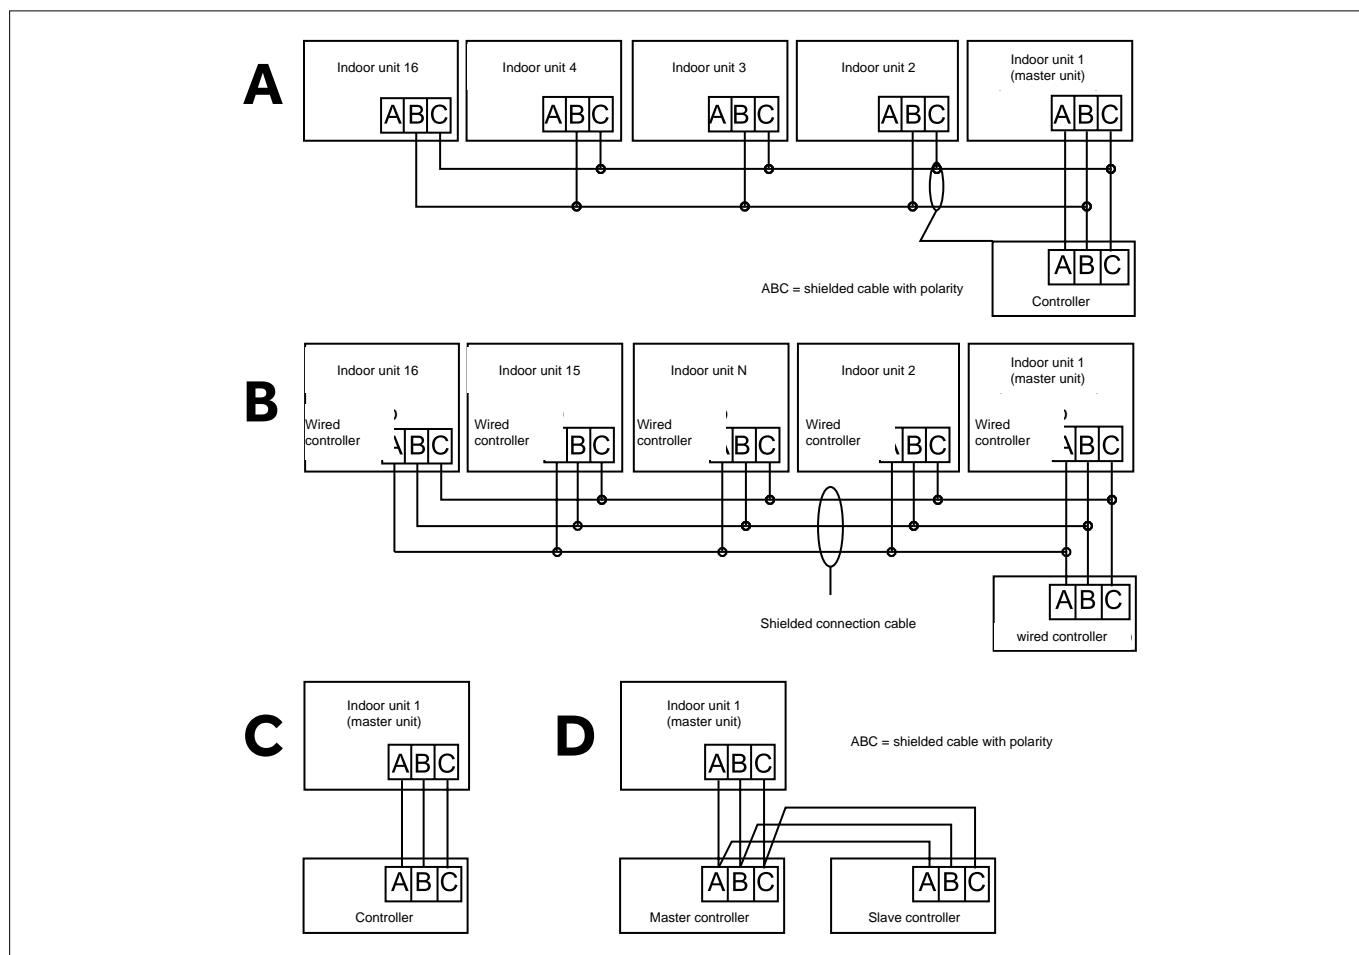 A
Indoor unit 16
Indoor unit 4
Indoor unit 3
Indoor unit 2
Indoor unit 1
(master unit)
A B C
A B C
A B C
A B C
A B C
A B C
ABC = shielded cable with polarity
Controller
B
Indoor unit 16
Indoor unit 15
Indoor unit N
Indoor unit 2
Indoor unit 1
(master unit)
Wired
controller
Wired
controller
Wired
controller
Wired
controller
Wired
controller
B C
B C
B C
B C
B C
A B C
Shielded connection cable
wired controller
C
Indoor unit 1
(master unit)
A B C
A B C
Controller
D
Indoor unit 1
(master unit)
ABC = shielded cable with polarity
A B C
A B C
A B C
Master controller
Slave controller